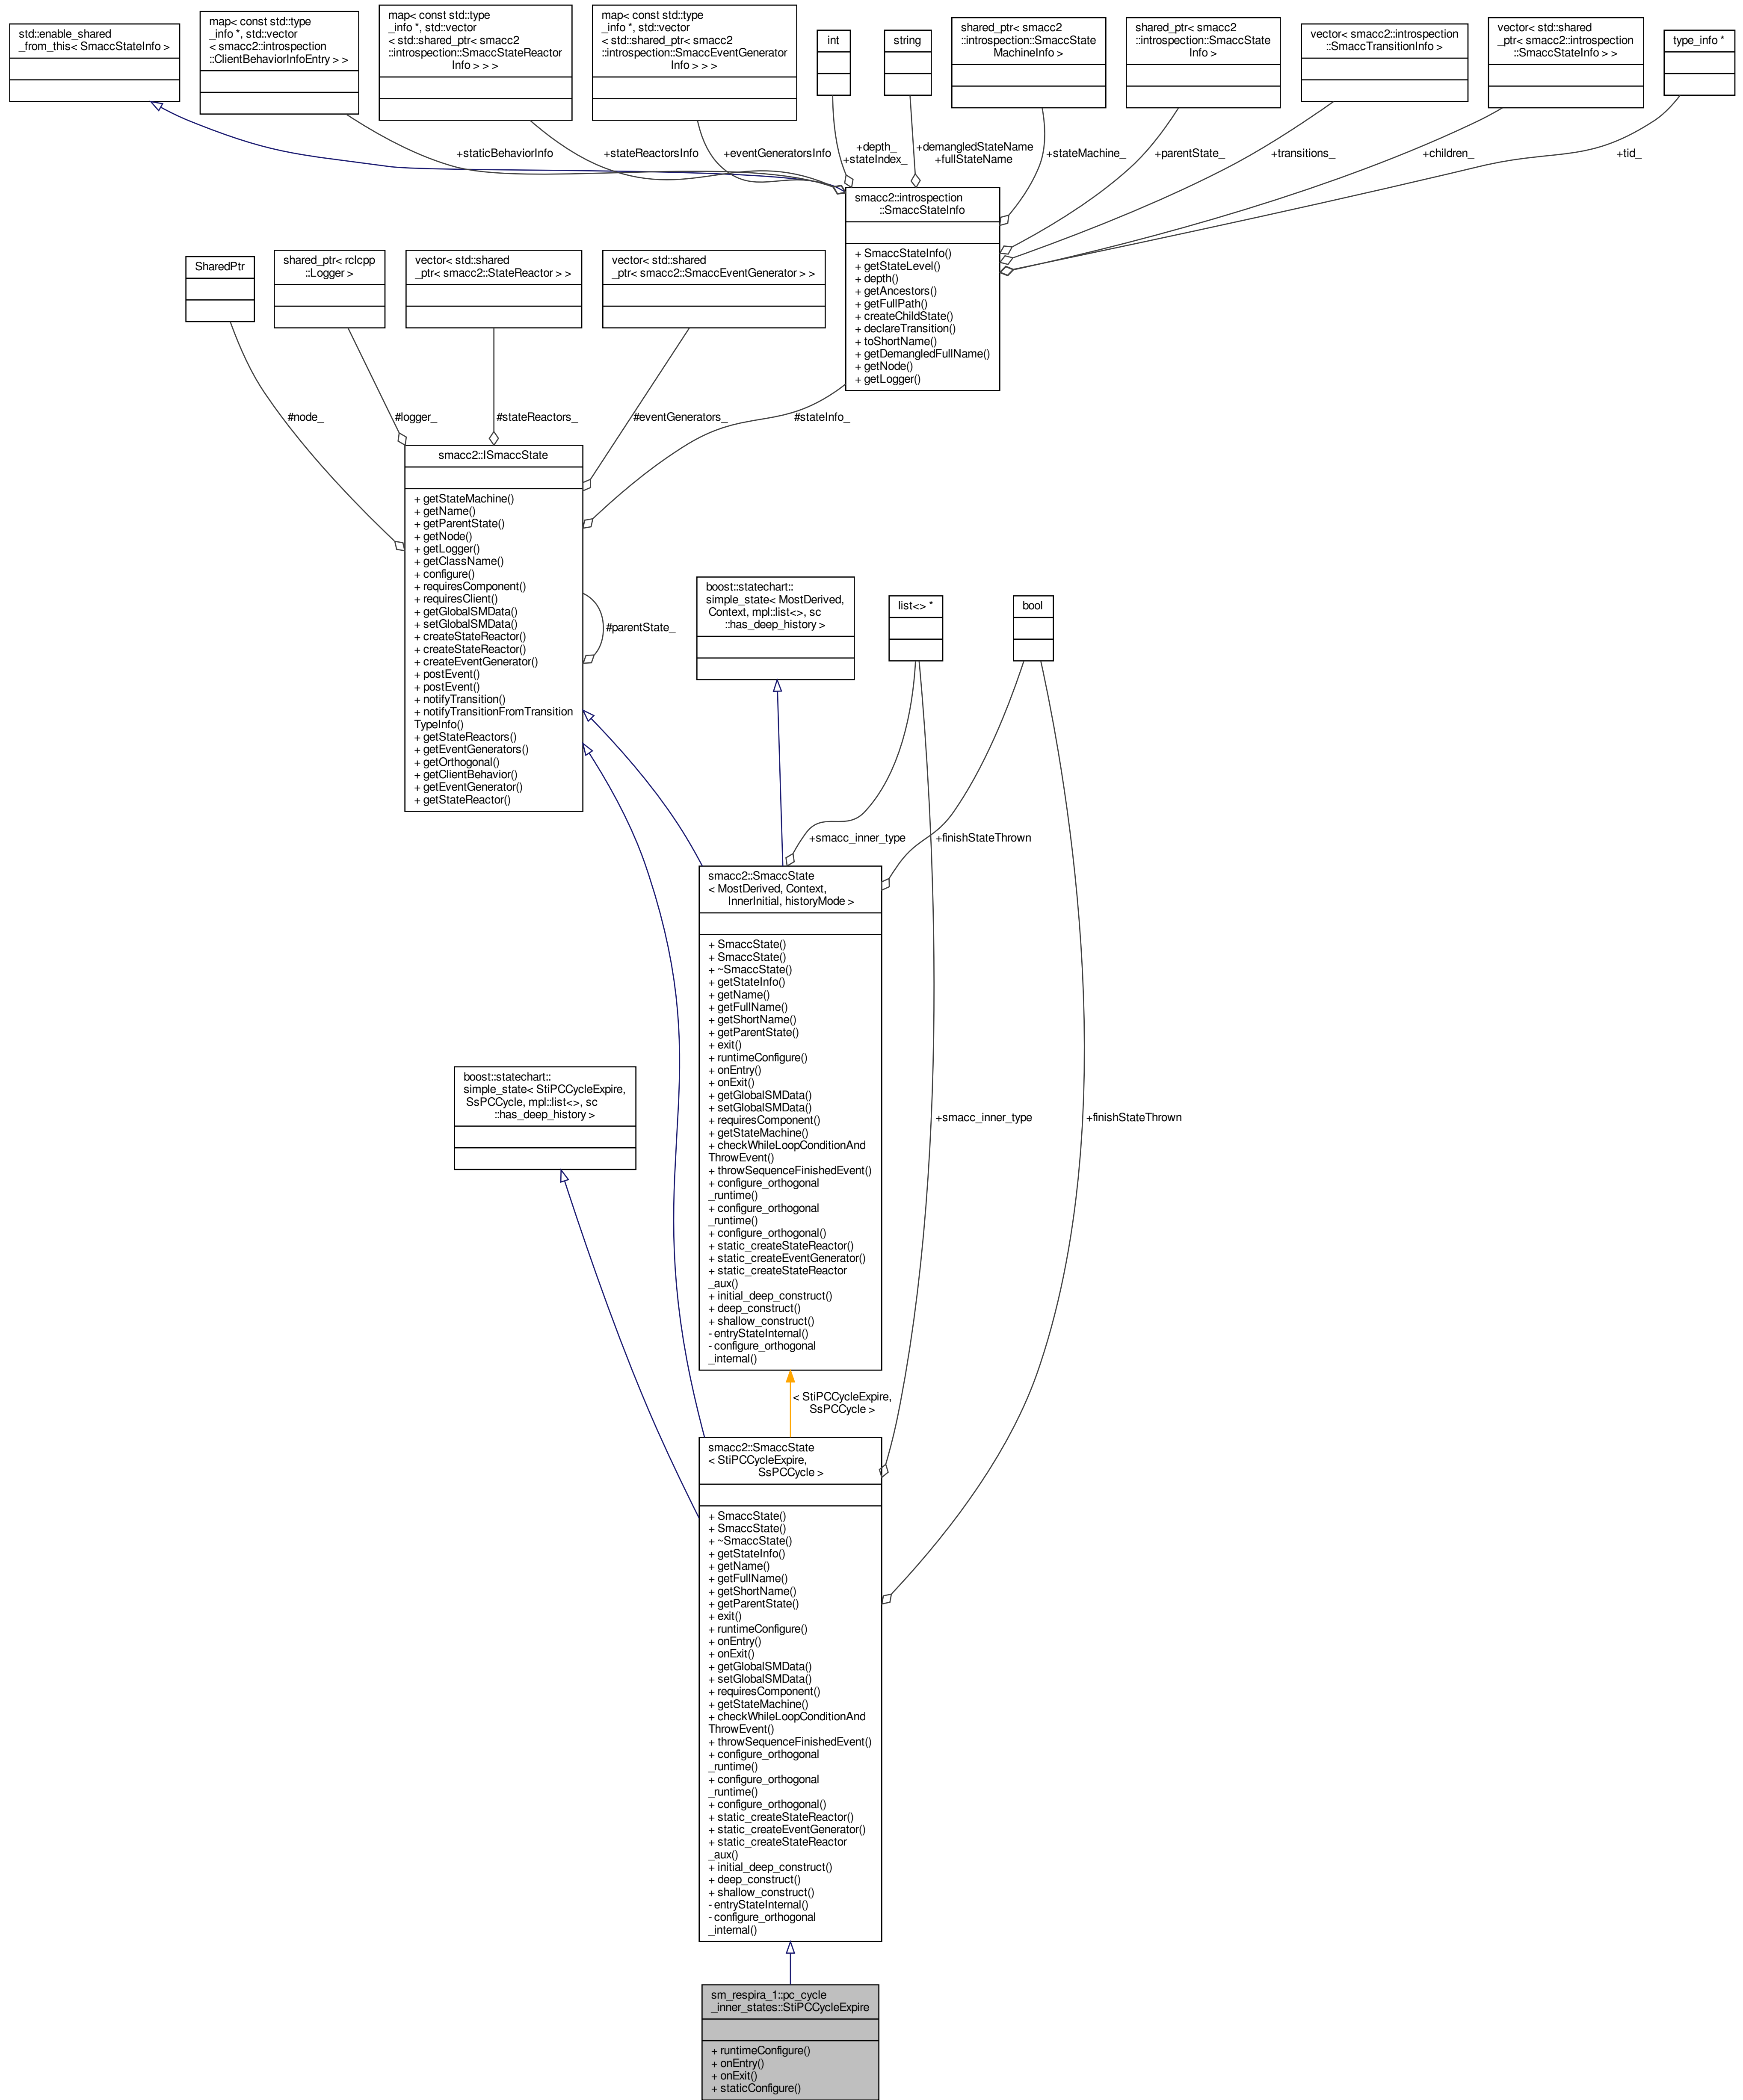 std::enable_shared
_from_this< SmaccStateInfo >
map< const std::type
_info *, std::vector
< smacc2::introspection
::ClientBehaviorInfoEntry > >
map< const std::type
_info *, std::vector
< std::shared_ptr< smacc2
::introspection::SmaccStateReactor
Info > > >
map< const std::type
_info *, std::vector
< std::shared_ptr< smacc2
::introspection::SmaccEventGenerator
Info > > >
int
string
shared_ptr< smacc2
::introspection::SmaccState
MachineInfo >
shared_ptr< smacc2
::introspection::SmaccState
Info >
vector< smacc2::introspection
::SmaccTransitionInfo >
vector< std::shared
_ptr< smacc2::introspection
::SmaccStateInfo > >
type_info *
+staticBehaviorInfo
+stateReactorsInfo
+eventGeneratorsInfo
+depth_
+stateIndex_
+demangledStateName
+fullStateName
+stateMachine_
+parentState_
+transitions_
+children_
+tid_
smacc2::introspection
::SmaccStateInfo
+ SmaccStateInfo()
+ getStateLevel()
+ depth()
+ getAncestors()
+ getFullPath()
+ createChildState()
+ declareTransition()
+ toShortName()
+ getDemangledFullName()
+ getNode()
+ getLogger()
SharedPtr
shared_ptr< rclcpp
::Logger >
vector< std::shared
_ptr< smacc2::StateReactor > >
vector< std::shared
_ptr< smacc2::SmaccEventGenerator > >
#node_
#logger_
#stateReactors_
#eventGenerators_
#stateInfo_
smacc2::ISmaccState
+ getStateMachine()
+ getName()
+ getParentState()
+ getNode()
+ getLogger()
+ getClassName()
+ configure()
+ requiresComponent()
+ requiresClient()
+ getGlobalSMData()
+ setGlobalSMData()
+ createStateReactor()
+ createStateReactor()
+ createEventGenerator()
+ postEvent()
+ postEvent()
+ notifyTransition()
+ notifyTransitionFromTransition
TypeInfo()
+ getStateReactors()
+ getEventGenerators()
+ getOrthogonal()
+ getClientBehavior()
+ getEventGenerator()
+ getStateReactor()
#parentState_
boost::statechart::
simple_state< MostDerived,
Context, mpl::list<>, sc
::has_deep_history >
list<> *
bool
+smacc_inner_type
+finishStateThrown
smacc2::SmaccState
< MostDerived, Context,
InnerInitial, historyMode >
+ SmaccState()
+ SmaccState()
+ ~SmaccState()
+ getStateInfo()
+ getName()
+ getFullName()
+ getShortName()
+ getParentState()
+ exit()
+ runtimeConfigure()
+ onEntry()
+ onExit()
+ getGlobalSMData()
+ setGlobalSMData()
+ requiresComponent()
+ getStateMachine()
+ checkWhileLoopConditionAnd
ThrowEvent()
+ throwSequenceFinishedEvent()
+ configure_orthogonal
_runtime()
+ configure_orthogonal
_runtime()
+ configure_orthogonal()
+ static_createStateReactor()
+ static_createEventGenerator()
+ static_createStateReactor
_aux()
+ initial_deep_construct()
+ deep_construct()
+ shallow_construct()
- entryStateInternal()
- configure_orthogonal
_internal()
boost::statechart::
simple_state< StiPCCycleExpire,
SsPCCycle, mpl::list<>, sc
::has_deep_history >
+smacc_inner_type
+finishStateThrown
< StiPCCycleExpire,
SsPCCycle >
smacc2::SmaccState
< StiPCCycleExpire,
SsPCCycle >
+ SmaccState()
+ SmaccState()
+ ~SmaccState()
+ getStateInfo()
+ getName()
+ getFullName()
+ getShortName()
+ getParentState()
+ exit()
+ runtimeConfigure()
+ onEntry()
+ onExit()
+ getGlobalSMData()
+ setGlobalSMData()
+ requiresComponent()
+ getStateMachine()
+ checkWhileLoopConditionAnd
ThrowEvent()
+ throwSequenceFinishedEvent()
+ configure_orthogonal
_runtime()
+ configure_orthogonal
_runtime()
+ configure_orthogonal()
+ static_createStateReactor()
+ static_createEventGenerator()
+ static_createStateReactor
_aux()
+ initial_deep_construct()
+ deep_construct()
+ shallow_construct()
- entryStateInternal()
- configure_orthogonal
_internal()
sm_respira_1::pc_cycle
_inner_states::StiPCCycleExpire
+ runtimeConfigure()
+ onEntry()
+ onExit()
+ staticConfigure()